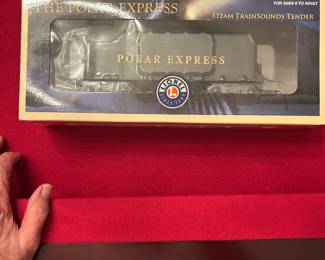 THE POLAR EXPRESS
FOR AGES 8 TO ADULT
STEAM TRAINSOUNDS TENDER
POLAR EXPRESS
LIONEL
L